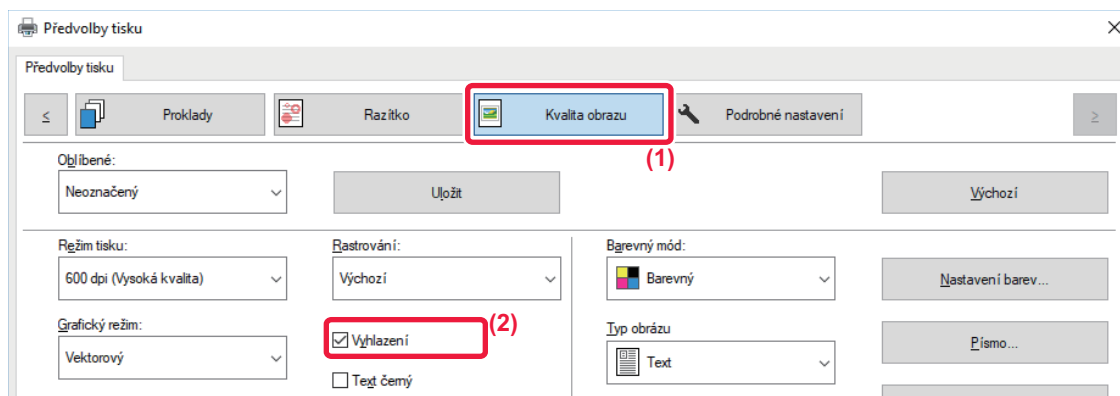 Předvolby tisku
Předvolby tisku
< Proklady Razítko Kvalita obrazu Podrobné nastavení >
(1)
Oblíbené:
Neoznačený Uložit Výchozí
Režim tisku: Rastrování: Barevný mód:
600 dpi (Vysoká kvalita) Výchozí Barevný Nastavení barev...
Grafický režim: (2) Typ obrázu
Vektorový Vyhlazení Text Písmo...
Text černý